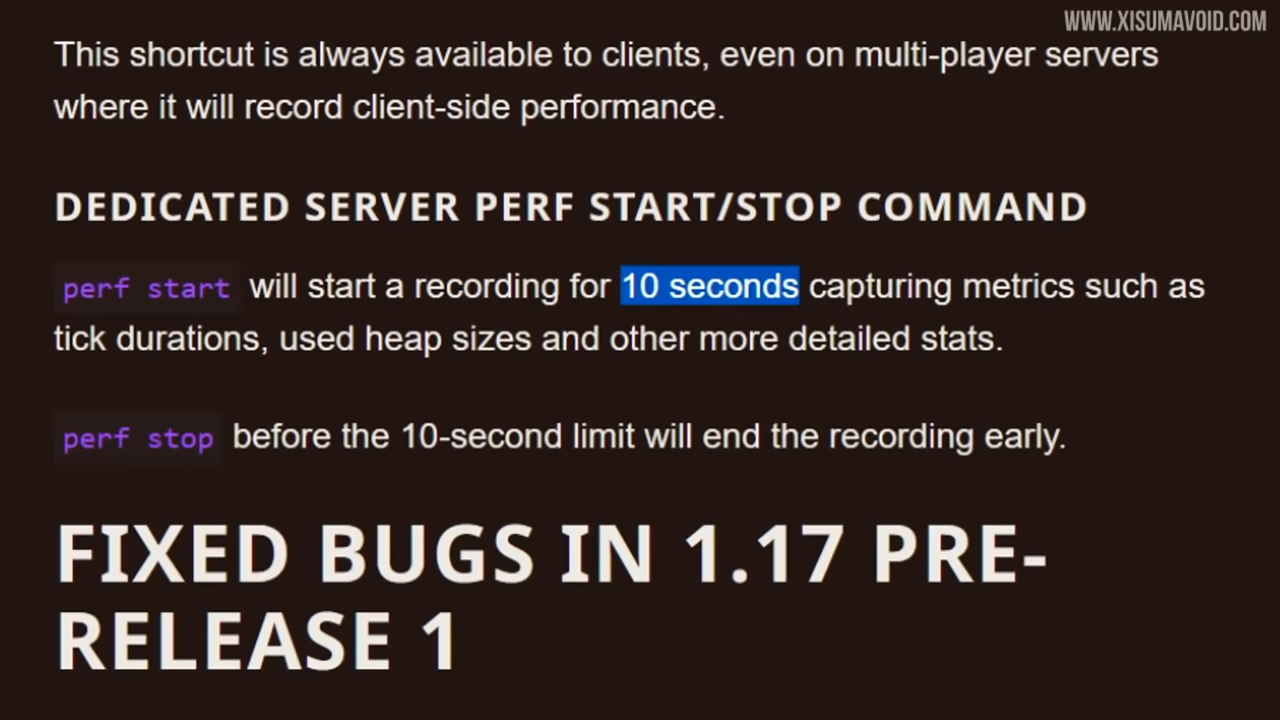 WWW.XISUMAVOID.COM
This shortcut is always available to clients, even on multi-player servers
where it will record client-side performance.
DEDICATED SERVER PERF START/STOP COMMAND
perf start will start a recording for 10 seconds capturing metrics such as
tick durations, used heap sizes and other more detailed stats.
perf stop before the 10-second limit will end the recording early.
FIXED BUGS IN 1.17 PRE-
RELEASE 1